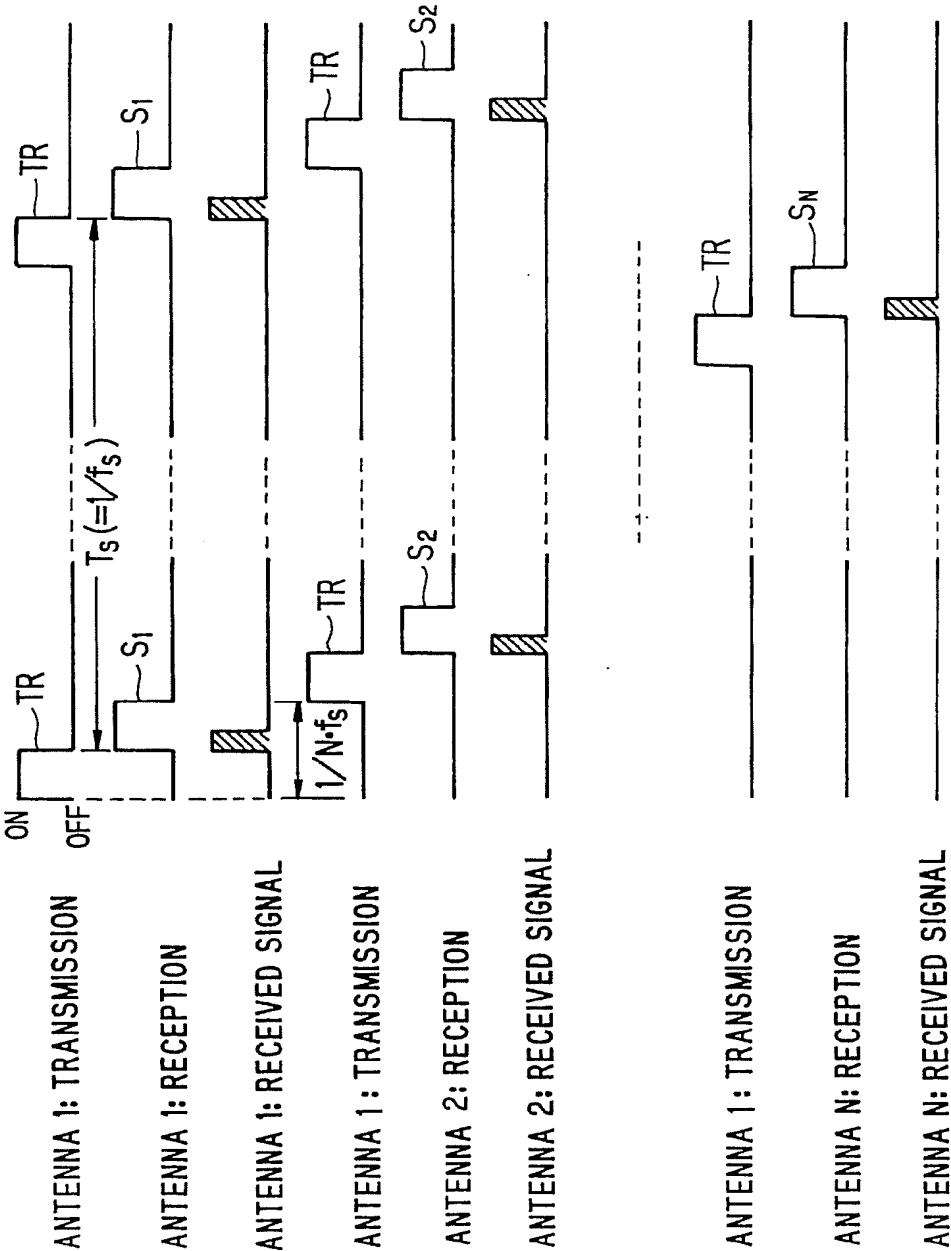 ON
OFF
ANTENNA 1: TRANSMISSION
TR
TR
Ts (=1/fs)
ANTENNA 1: RECEPTION
S1
S1
ANTENNA 1: RECEIVED SIGNAL
1/N•fs
ANTENNA 1: TRANSMISSION
TR
TR
ANTENNA 2: RECEPTION
S2
S2
ANTENNA 2: RECEIVED SIGNAL
ANTENNA 1: TRANSMISSION
TR
ANTENNA N: RECEPTION
SN
ANTENNA N: RECEIVED SIGNAL